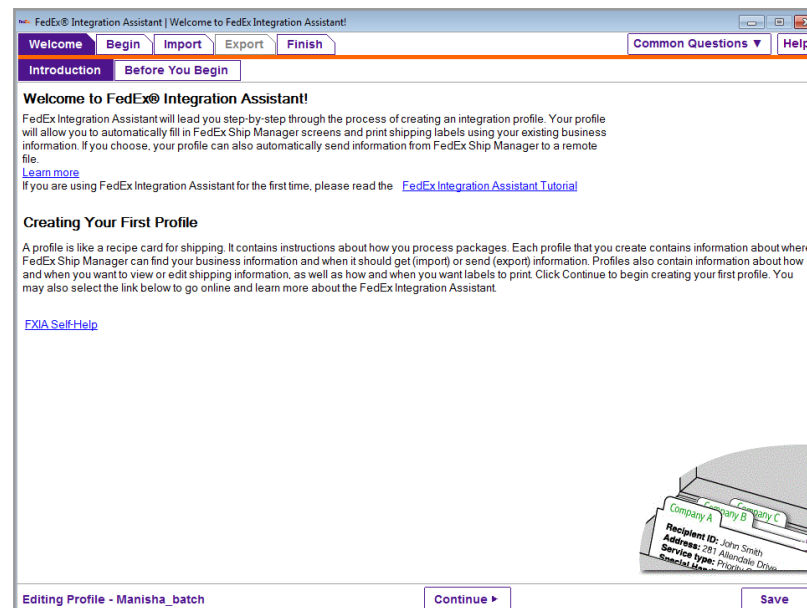 FedEx® Integration Assistant | Welcome to FedEx Integration Assistant!
Welcome Begin Import Export Finish Common Questions ▼ Help
Introduction Before You Begin
Welcome to FedEx® Integration Assistant!
FedEx Integration Assistant will lead you step-by-step through the process of creating an integration profile. Your profile
will allow you to automatically fill in FedEx Ship Manager screens and print shipping labels using your existing business
information. If you choose, your profile can also automatically send information from FedEx Ship Manager to a remote
file.
Learn more
If you are using FedEx Integration Assistant for the first time, please read the FedEx Integration Assistant Tutorial
Creating Your First Profile
A profile is like a recipe card for shipping. It contains instructions about how you process packages. Each profile that you create contains information about where
FedEx Ship Manager can find your business information and when it should get (import) or send (export) information. Profiles also contain information about how
and when you want to view or edit shipping information, as well as how and when you want labels to print. Click Continue to begin creating your first profile. You
may also select the link below to go online and learn more about the FedEx Integration Assistant.
FXIA Self-Help
Company A Company B Company C
Recipient ID: John Smith
Address: 281 Allendale Drive
Service type: Priority
Special
Editing Profile - Manisha_batch Continue ▸ Save